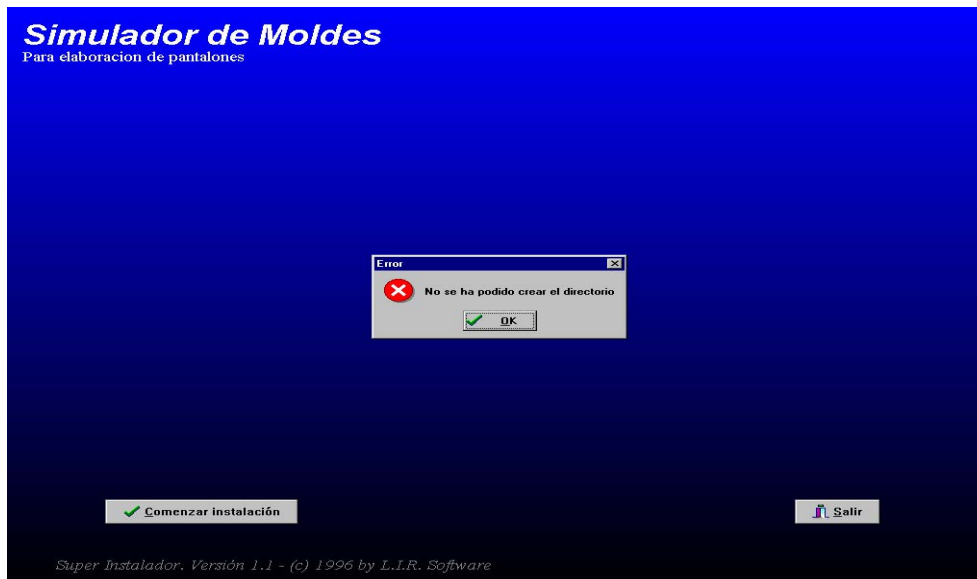 Simulador de Moldes
Para elaboracion de pantalones
Error
No se ha podido crear el directorio
OK
Comenzar instalación
Salir
Super Instalador. Versión 1.1 - (c) 1996 by L.I.R. Software